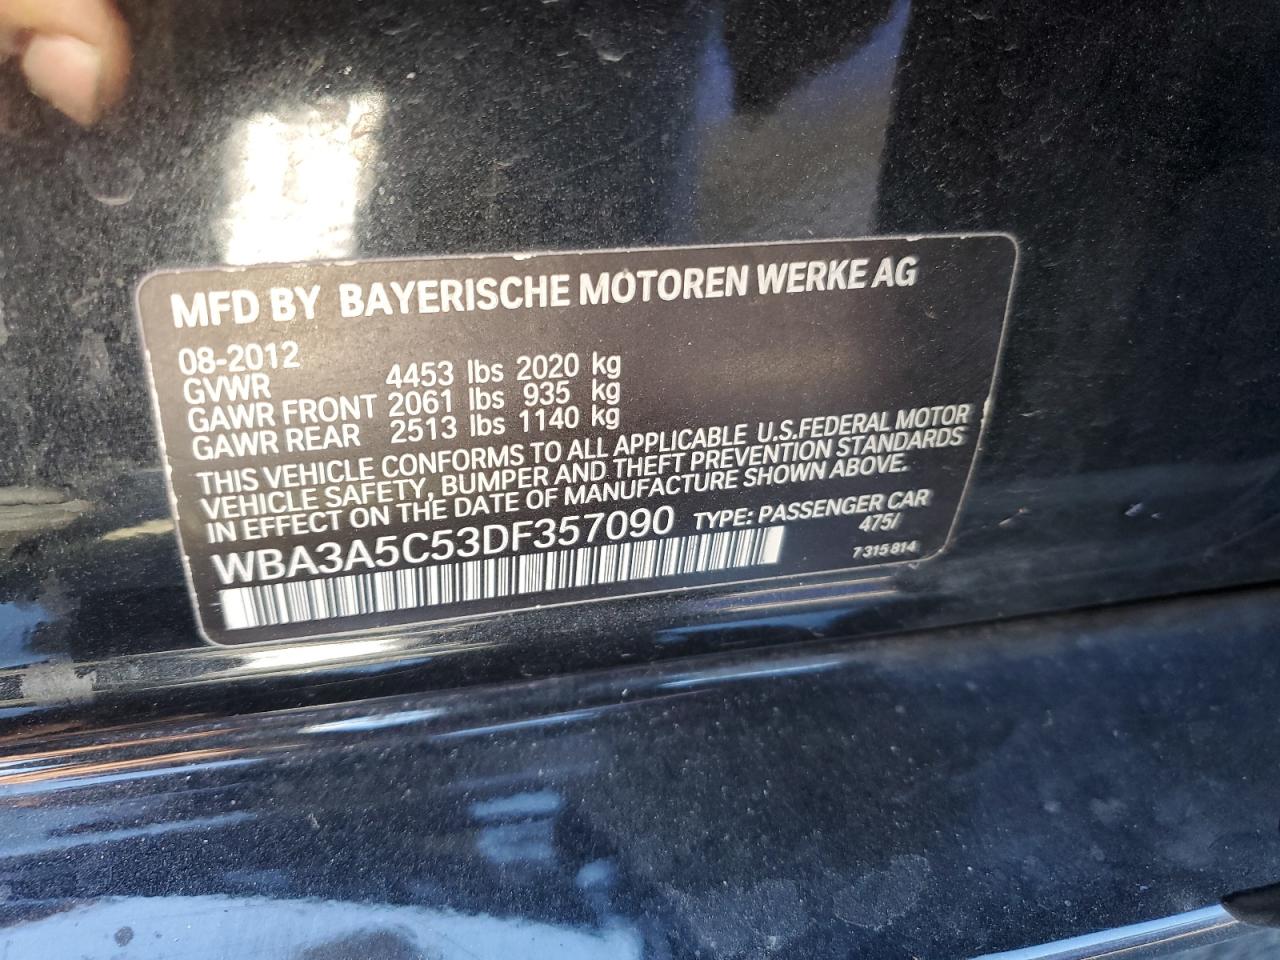 MFD BY BAYERISCHE MOTOREN WERKE AG
08-2012
GVWR 4453 lbs 2020 kg
GAWR FRONT 2061 lbs 935 kg
GAWR REAR 2513 lbs 1140 kg
THIS VEHICLE CONFORMS TO ALL APPLICABLE U.S.FEDERAL MOTOR
VEHICLE SAFETY, BUMPER AND THEFT PREVENTION STANDARDS
IN EFFECT ON THE DATE OF MANUFACTURE SHOWN ABOVE.
WBA3A5C53DF357090 TYPE: PASSENGER CAR
475/
7 315 814